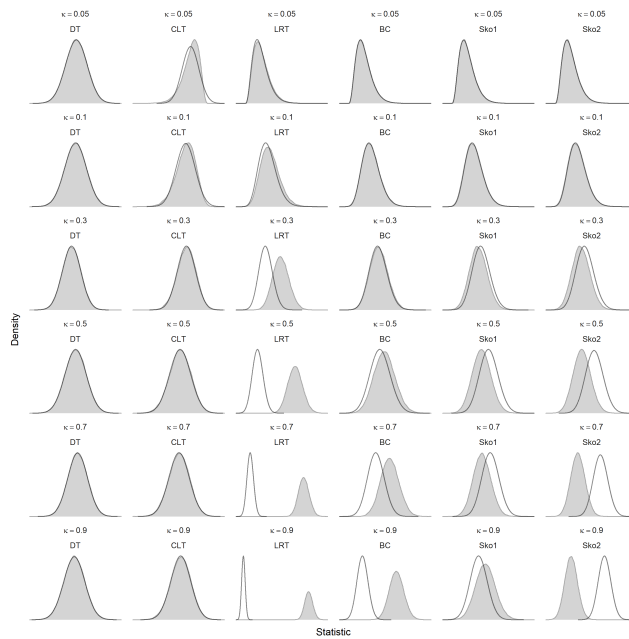 κ = 0.05 κ = 0.05 κ = 0.05 κ = 0.05 κ = 0.05 κ = 0.05
DT CLT LRT BC Sko1 Sko2
κ = 0.1 κ = 0.1 κ = 0.1 κ = 0.1 κ = 0.1 κ = 0.1
DT CLT LRT BC Sko1 Sko2
κ = 0.3 κ = 0.3 κ = 0.3 κ = 0.3 κ = 0.3 κ = 0.3
DT CLT LRT BC Sko1 Sko2
Density
κ = 0.5 κ = 0.5 κ = 0.5 κ = 0.5 κ = 0.5 κ = 0.5
DT CLT LRT BC Sko1 Sko2
κ = 0.7 κ = 0.7 κ = 0.7 κ = 0.7 κ = 0.7 κ = 0.7
DT CLT LRT BC Sko1 Sko2
κ = 0.9 κ = 0.9 κ = 0.9 κ = 0.9 κ = 0.9 κ = 0.9
DT CLT LRT BC Sko1 Sko2
Statistic